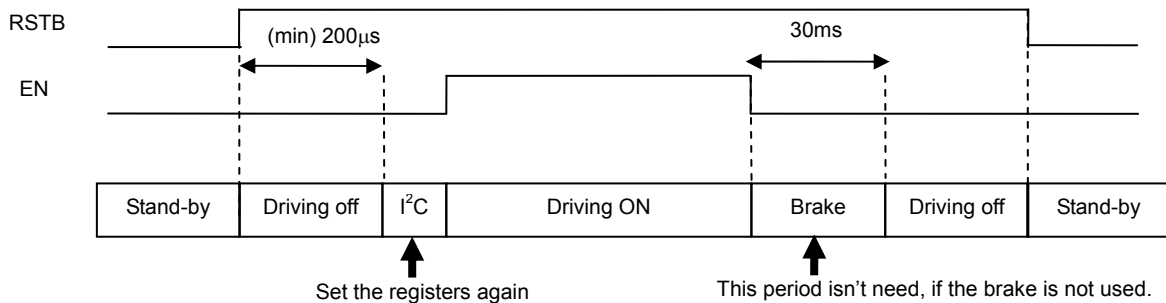 RSTB
(min) 200μs
30ms
EN
Stand-by
Driving off
I²C
Driving ON
Brake
Driving off
Stand-by
Set the registers again
This period isn't need, if the brake is not used.